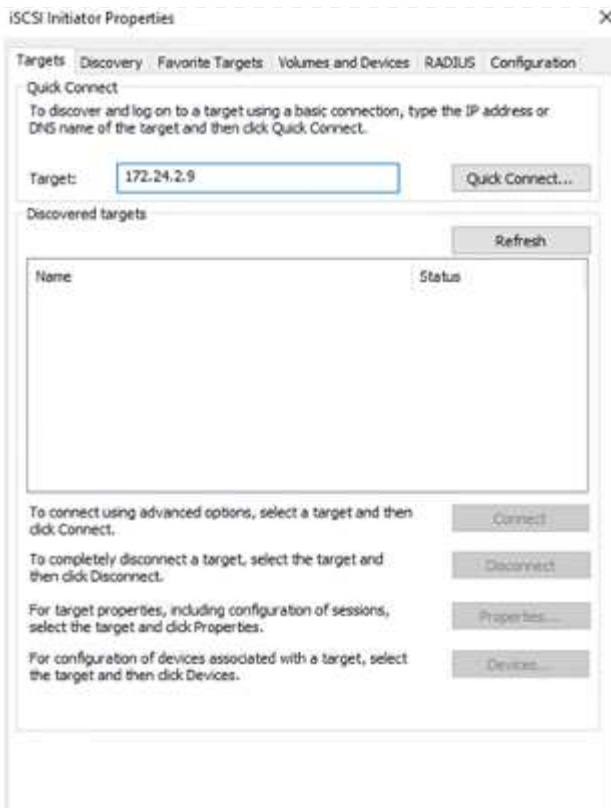 iSCSI Initiator Properties
Targets Discovery Favorite Targets Volumes and Devices RADIUS Configuration
Quick Connect
To discover and log on to a target using a basic connection, type the IP address or
DNS name of the target and then click Quick Connect.
Target: 172.24.2.9 Quick Connect...
Discovered targets
Refresh
Name Status
To connect using advanced options, select a target and then
click Connect.
Connect
To completely disconnect a target, select the target and
then click Disconnect.
Disconnect
For target properties, including configuration of sessions,
select the target and click Properties.
Properties...
For configuration of devices associated with a target, select
the target and then click Devices.
Devices...